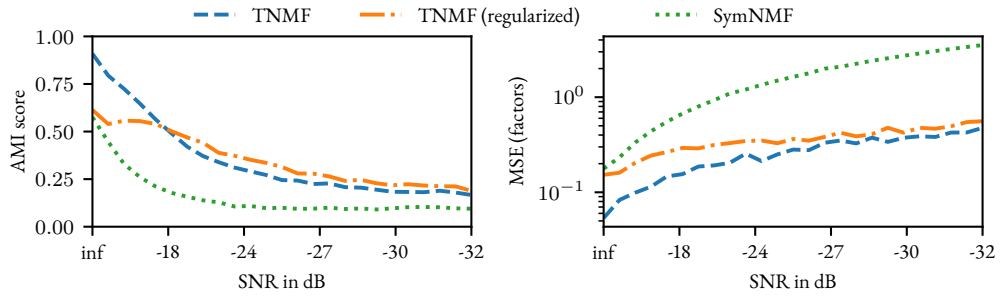 TNMF TNMF (regularized) SymNMF
1.00
0.75
0.50
0.25
0.00
AMI score
inf -18 -24 -27 -30 -32
SNR in dB
10⁰
10⁻¹
MSE (factors)
inf -18 -24 -27 -30 -32
SNR in dB